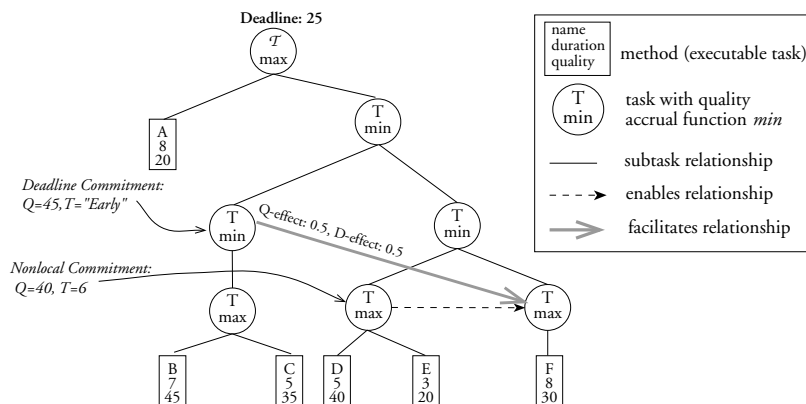 Deadline: 25
𝒯
max
A
8
20
T
min
Deadline Commitment:
Q=45,T="Early"
T
min
Q-effect: 0.5, D-effect: 0.5
T
min
Nonlocal Commitment:
Q=40, T=6
T
max
T
max
T
max
B
7
45
C
5
35
D
5
40
E
3
20
F
8
30
name
duration
quality
method (executable task)
T
min
task with quality
accrual function min
subtask relationship
enables relationship
facilitates relationship